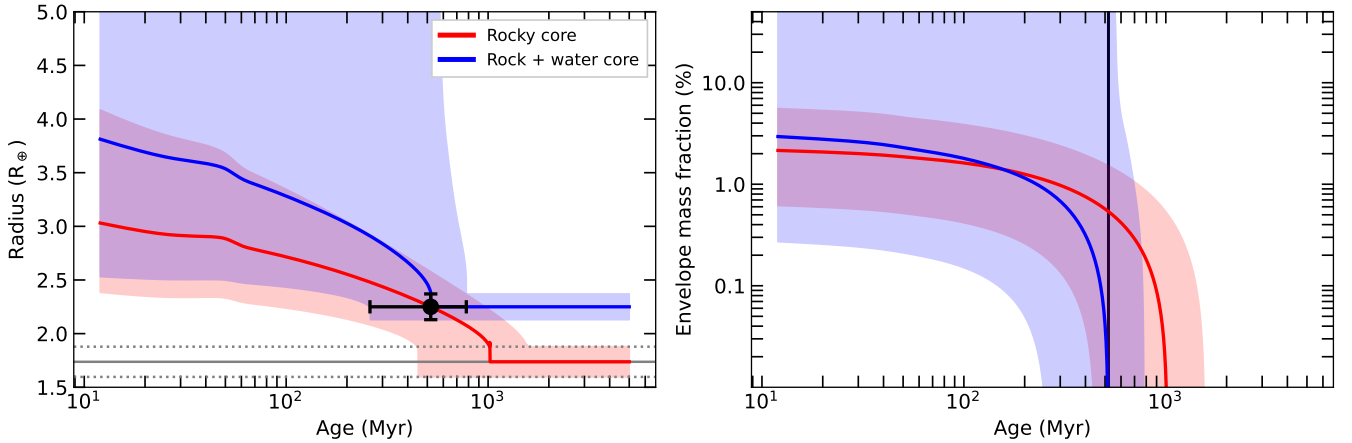 5.0
4.5
4.0
3.5
3.0
2.5
2.0
1.5
Radius (R⊕)
10¹
10²
10³
Age (Myr)
Rocky core
Rock + water core
10.0
1.0
0.1
Envelope mass fraction (%)
10¹
10²
10³
Age (Myr)